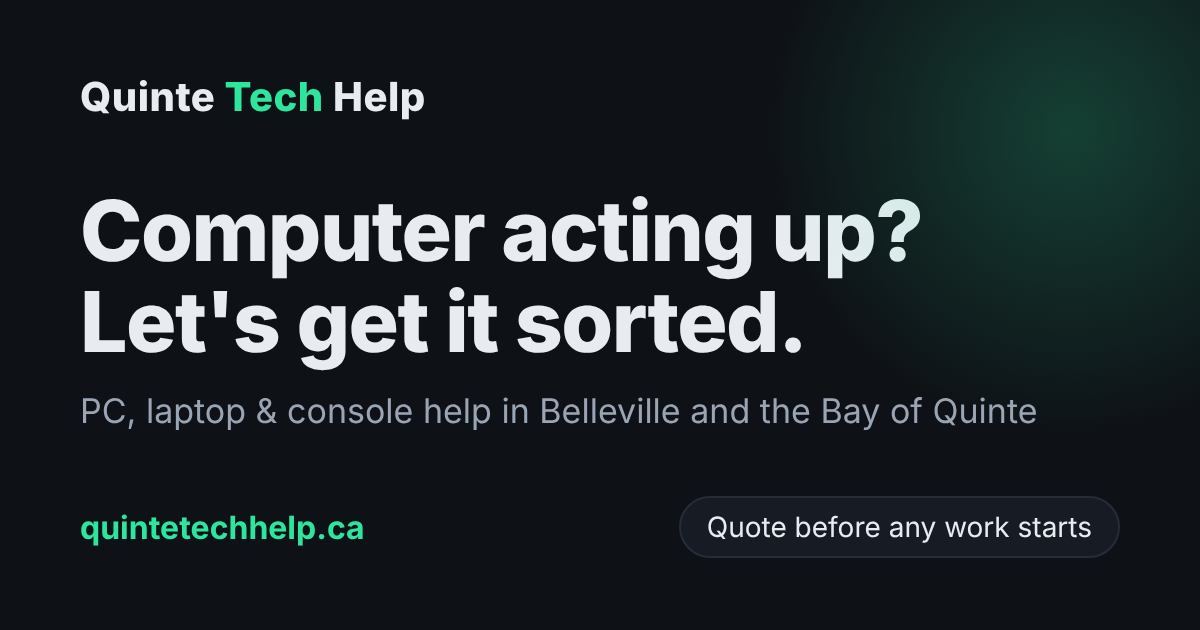 Quinte Tech Help
Computer acting up?
Let's get it sorted.
PC, laptop & console help in Belleville and the Bay of Quinte
quintetechhelp.ca
Quote before any work starts